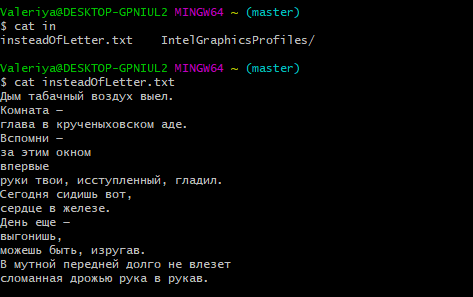 Valeriya@DESKTOP-GPNIUL2 MINGW64 ~ (master)
$ cat in
insteadOfLetter.txt    IntelGraphicsProfiles/
Valeriya@DESKTOP-GPNIUL2 MINGW64 ~ (master)
$ cat insteadOfLetter.txt
Дым табачный воздух выел.
Комната –
глава в крученыховском аде.
Вспомни –
за этим окном
впервые
руки твои, исступленный, гладил.
Сегодня сидишь вот,
сердце в железе.
День еще –
выгонишь,
можешь быть, изругав.
В мутной передней долго не влезет
сломанная дрожью рука в рукав.